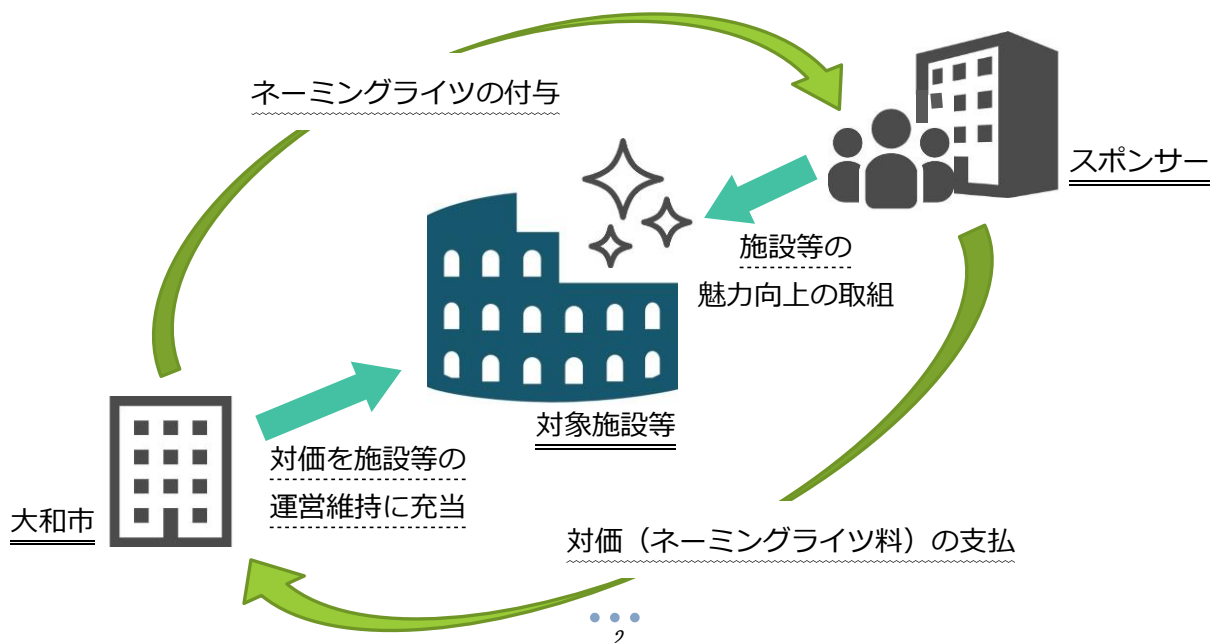 ネーミングライツの付与
スポンサー
施設等の
魅力向上の取組
対象施設等
対価を施設等の
運営維持に充当
大和市
対価（ネーミングライツ料）の支払
2